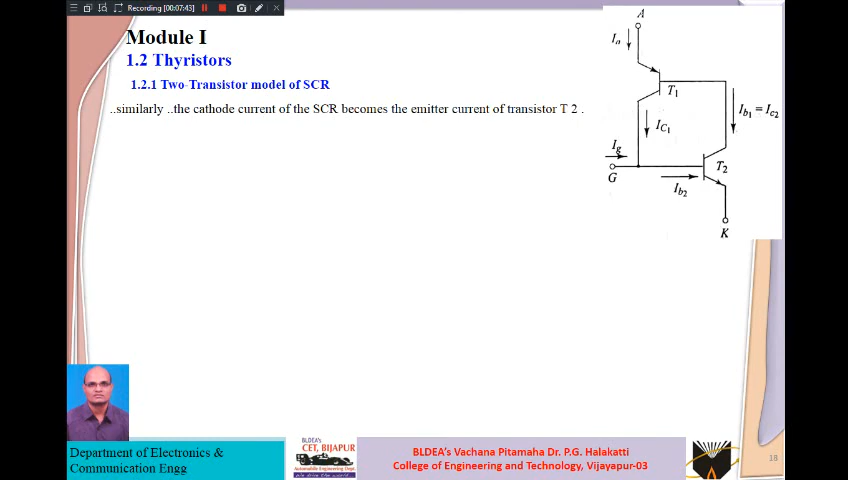 Recording [00:07:43]
Module I
1.2 Thyristors
1.2.1 Two-Transistor model of SCR
..similarly ..the cathode current of the SCR becomes the emitter current of transistor T 2 .
A
Ia
T1
Ib1 = Ic2
IC1
Ig
G
T2
Ib2
K
Department of Electronics &
Communication Engg
BLDEA's
CET, BIJAPUR
Automobile Engineering Dept.
BLDEA's Vachana Pitamaha Dr. P.G. Halakatti
College of Engineering and Technology, Vijayapur-03
18